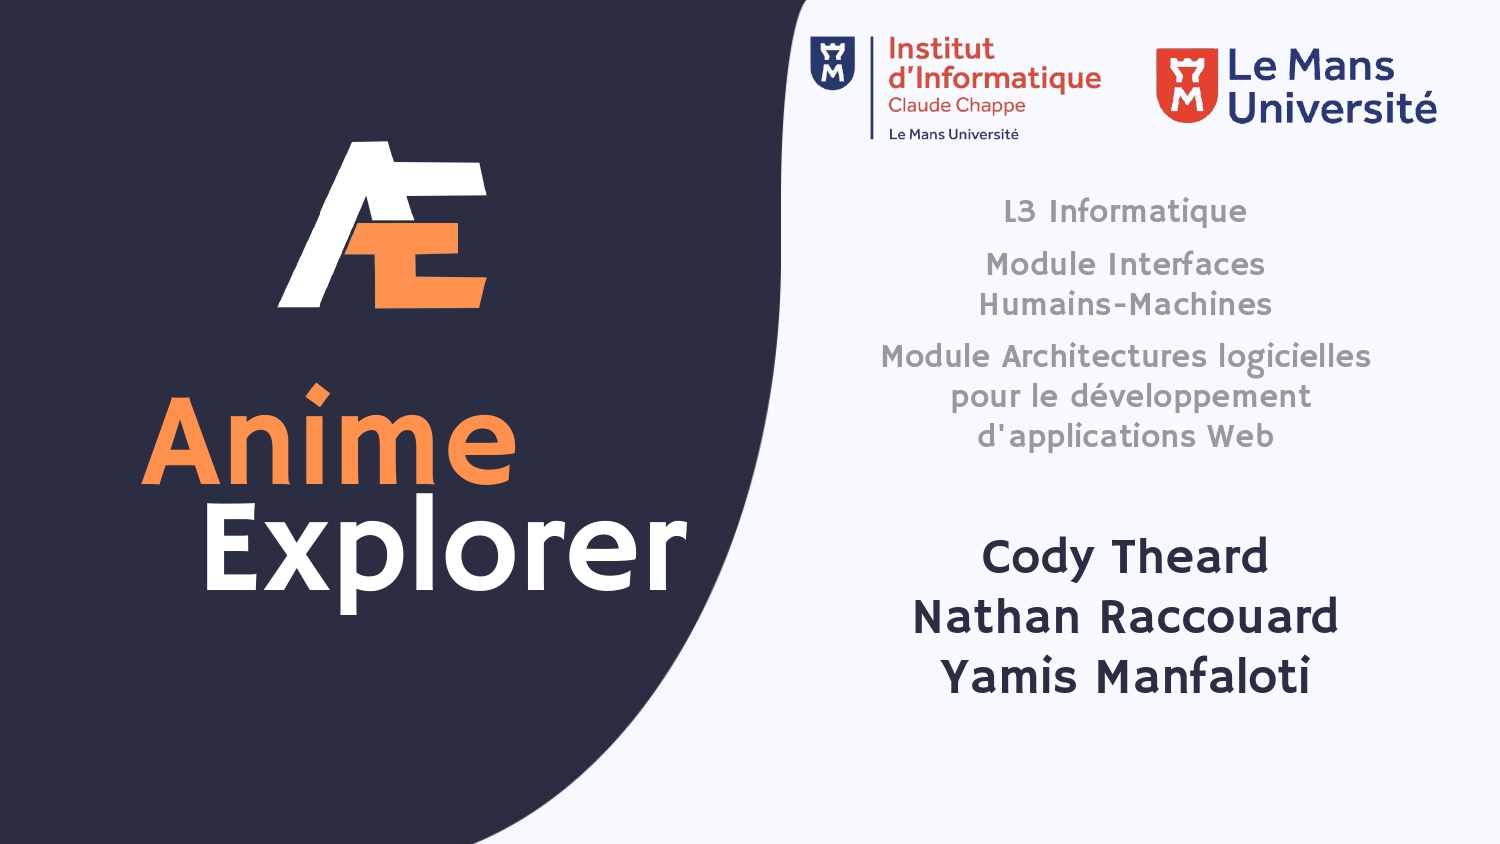 Æ
Anime
Explorer
Institut
d'Informatique
Claude Chappe
Le Mans Université
Le Mans
Université
L3 Informatique
Module Interfaces
Humains-Machines
Module Architectures logicielles
pour le développement
d'applications Web
Cody Theard
Nathan Raccouard
Yamis Manfaloti